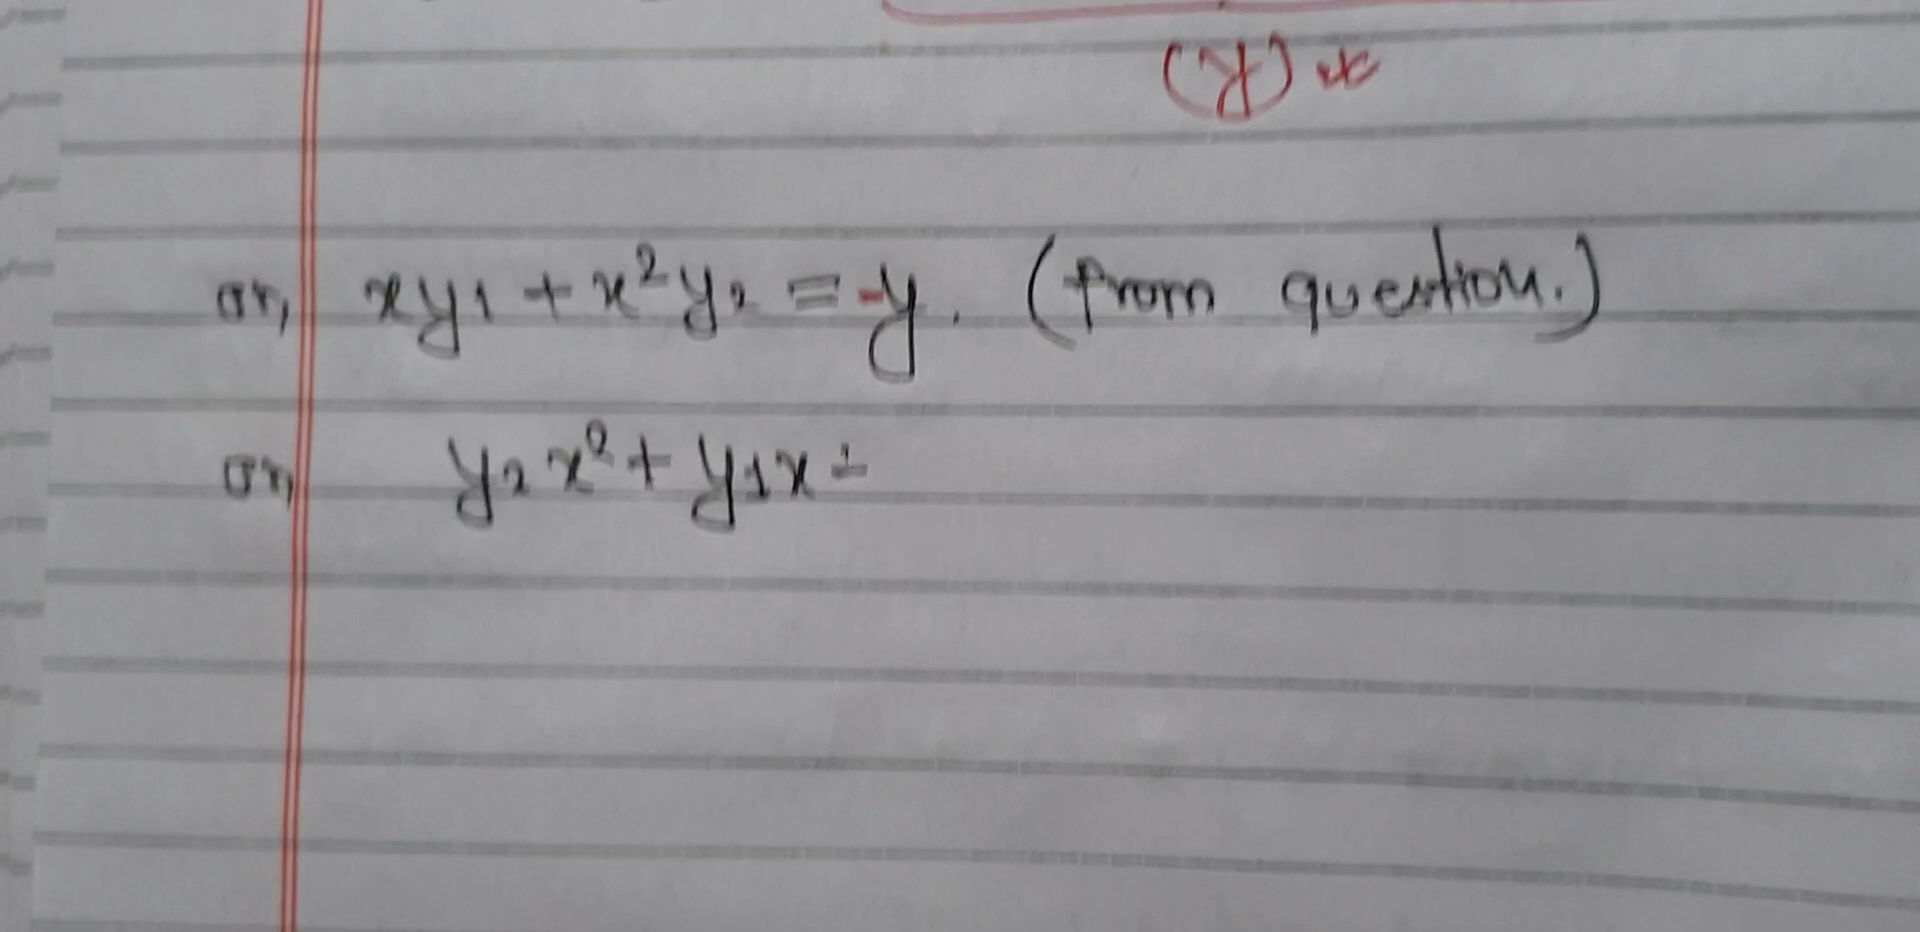 (y) *
or, xy₁ + x²y₂ = -y. (from question.)
or, y₂x² + y₁x =